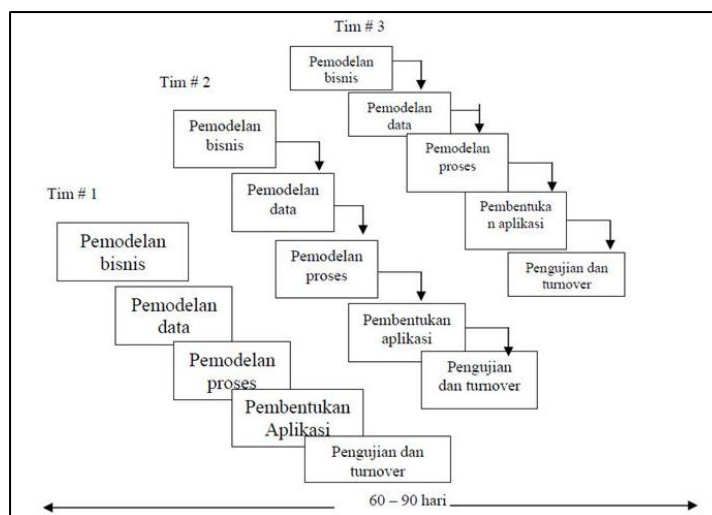 Tim # 3
Pemodelan
bisnis
Pemodelan
data
Pemodelan
proses
Pembentuka
n aplikasi
Pengujian dan
turnover
Tim # 2
Pemodelan
bisnis
Pemodelan
data
Pemodelan
proses
Pembentukan
aplikasi
Pengujian
dan turnover
Tim # 1
Pemodelan
bisnis
Pemodelan
data
Pemodelan
proses
Pembentukan
Aplikasi
Pengujian dan
turnover
60 – 90 hari